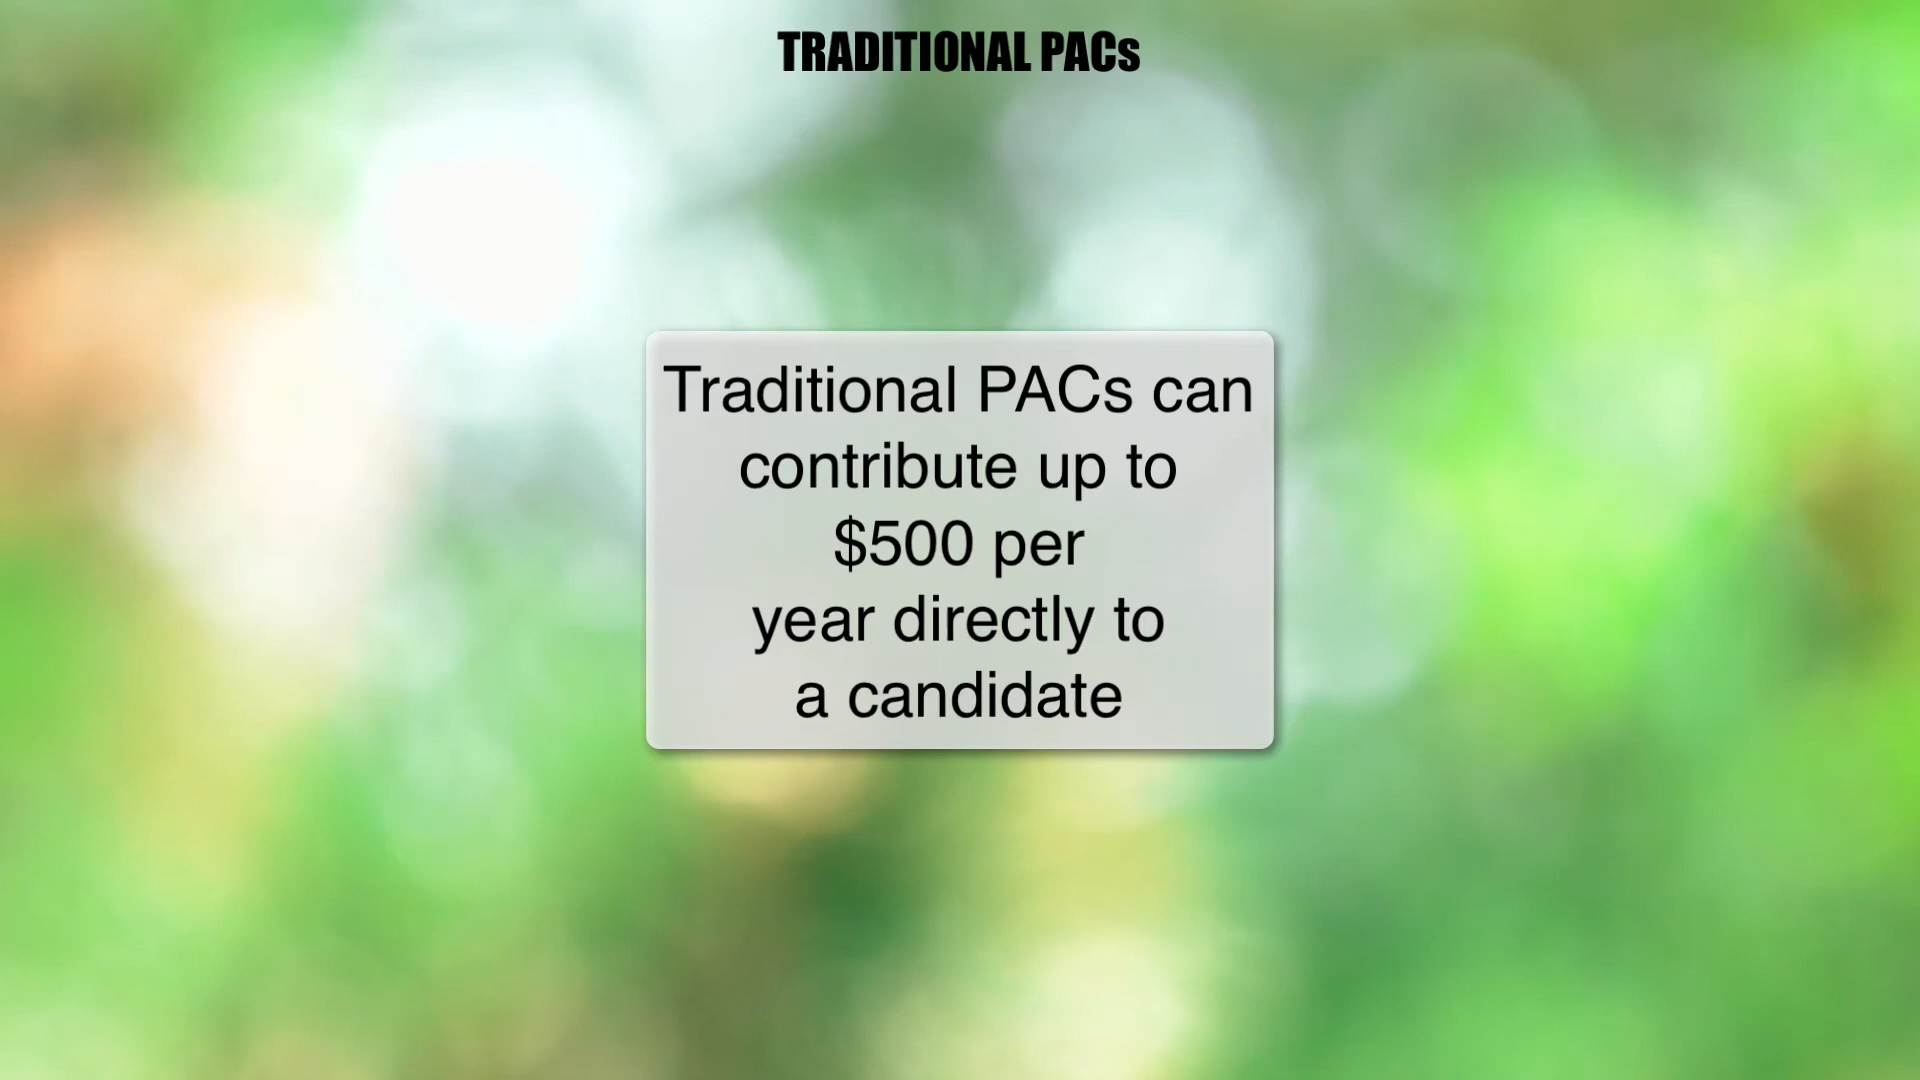 TRADITIONAL PACs
Traditional PACs can
contribute up to
$500 per
year directly to
a candidate